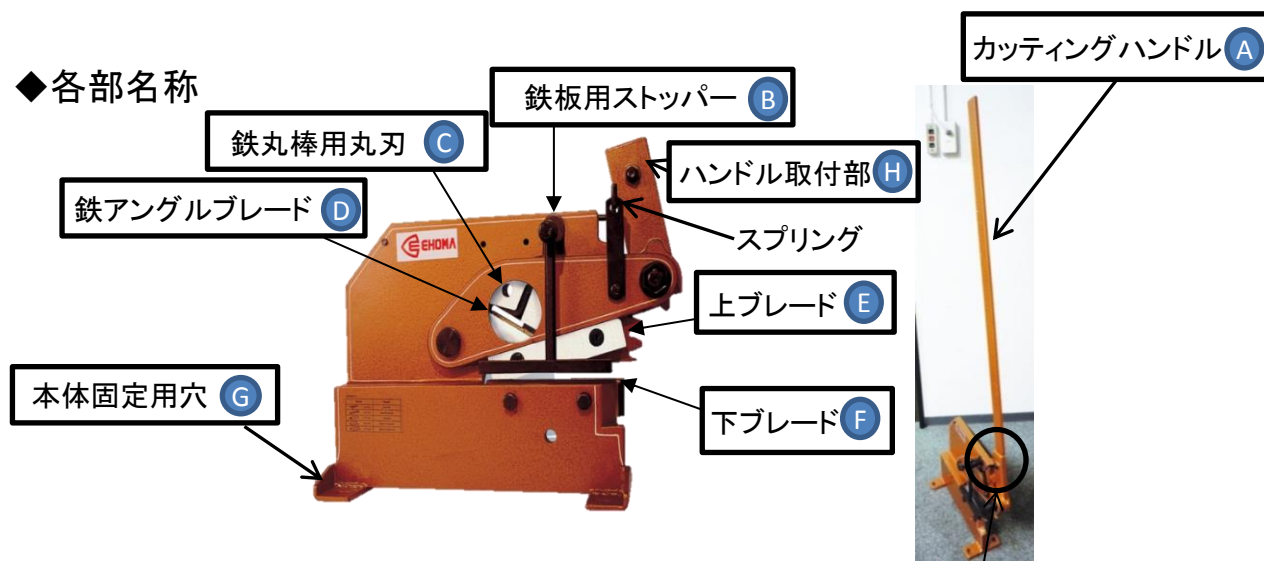 カッティングハンドル A
◆各部名称
鉄板用ストッパー B
鉄丸棒用丸刃 C
ハンドル取付部 H
鉄アングルブレード D
スプリング
EHOMA
上ブレード E
本体固定用穴 G
下ブレード F